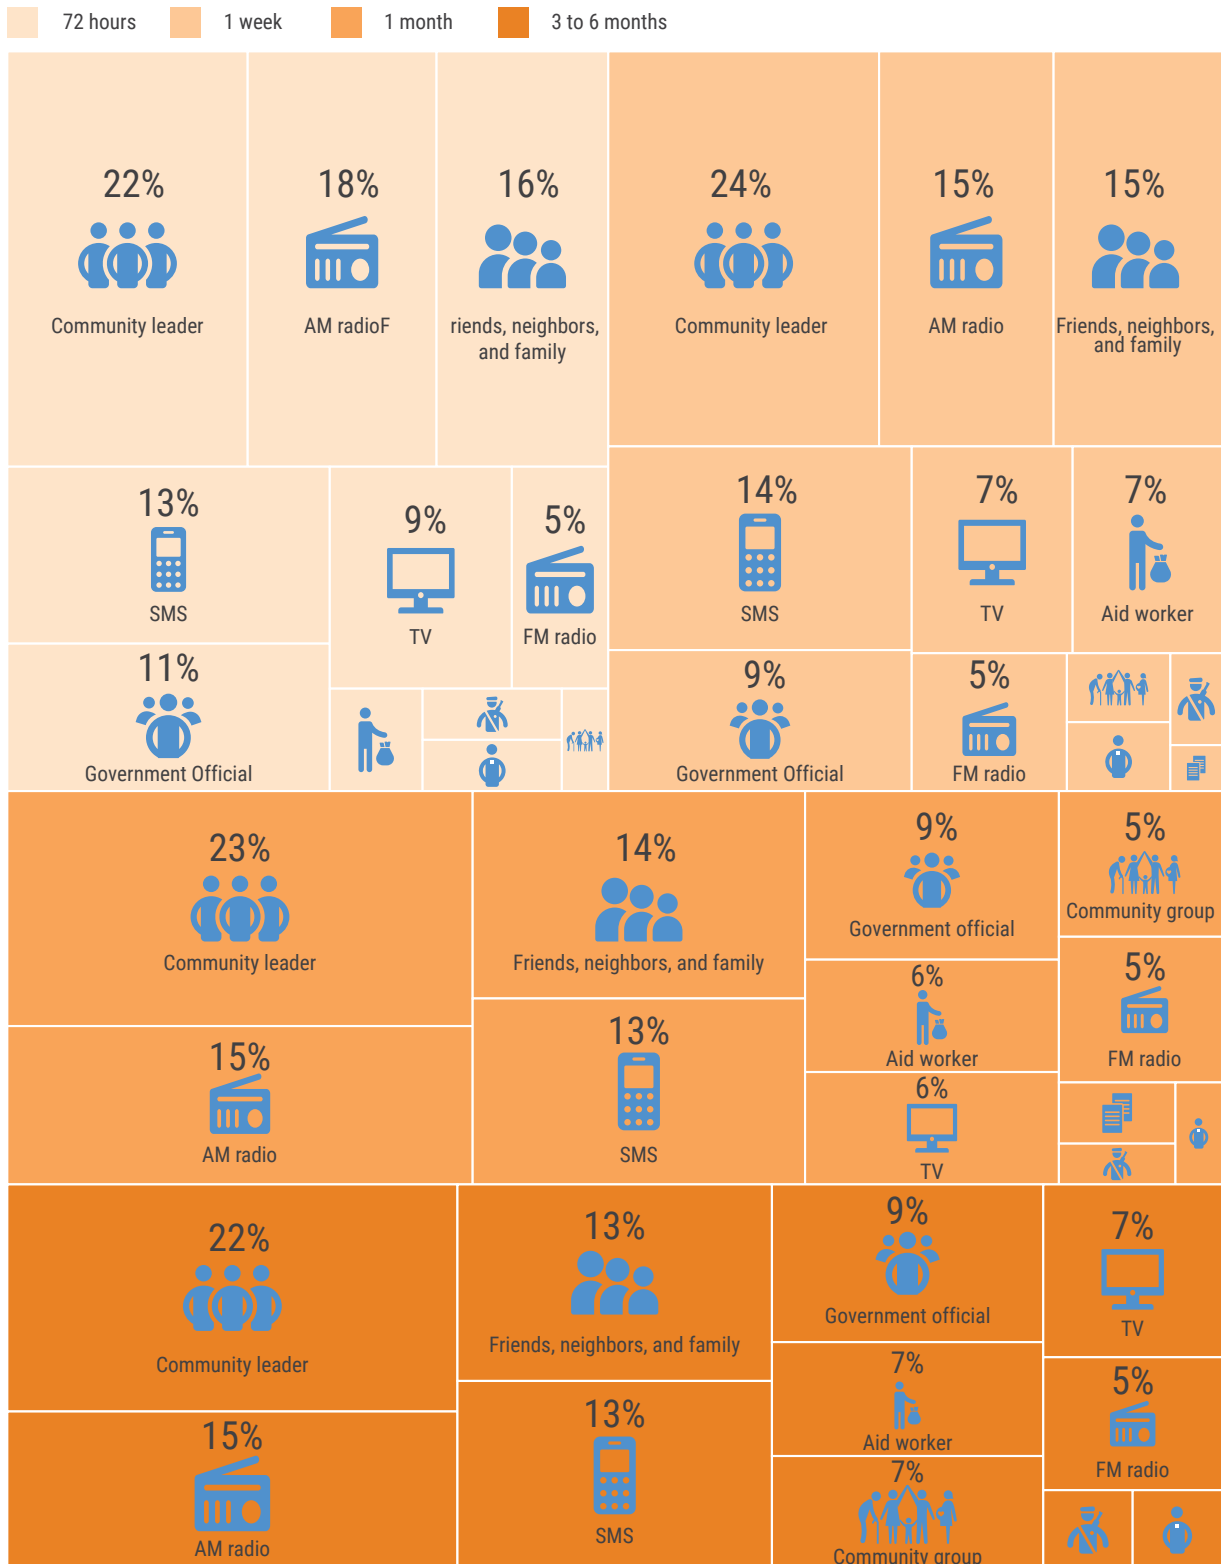 72 hours
1 week
1 month
3 to 6 months
22%
Community leader
18%
AM radioF
16%
riends, neighbors,
and family
24%
Community leader
15%
AM radio
15%
Friends, neighbors,
and family
13%
SMS
9%
TV
5%
FM radio
11%
Government Official
14%
SMS
7%
TV
7%
Aid worker
9%
Government Official
5%
FM radio
23%
Community leader
14%
Friends, neighbors, and family
9%
Government official
5%
Community group
15%
AM radio
13%
SMS
6%
Aid worker
6%
TV
5%
FM radio
22%
Community leader
13%
Friends, neighbors, and family
9%
Government official
7%
TV
15%
AM radio
13%
SMS
7%
Aid worker
7%
Community group
5%
FM radio